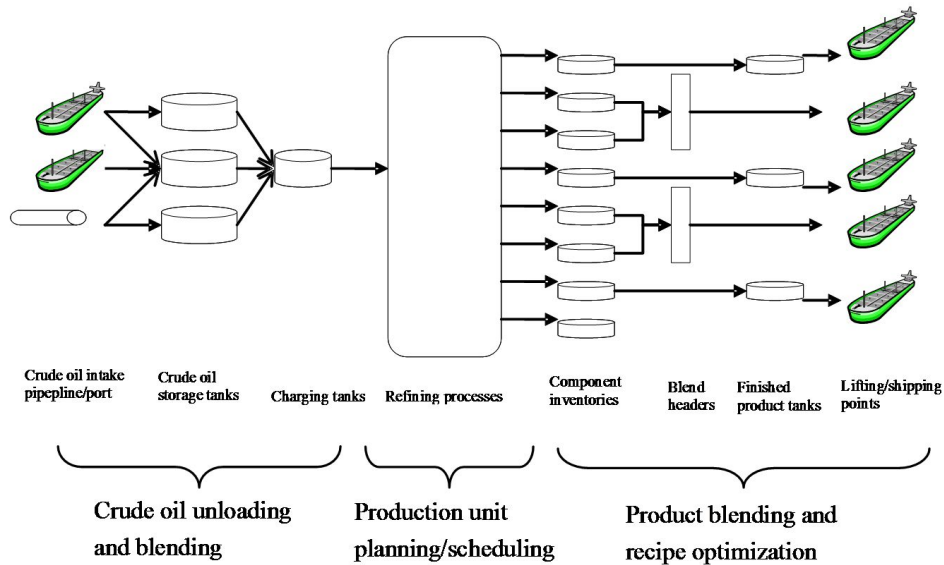 Crude oil intake
pipepline/port
Crude oil
storage tanks
Charging tanks
Refining processes
Component
inventories
Blend
headers
Finished
product tanks
Lifting/shipping
points
Crude oil unloading
and blending
Production unit
planning/scheduling
Product blending and
recipe optimization